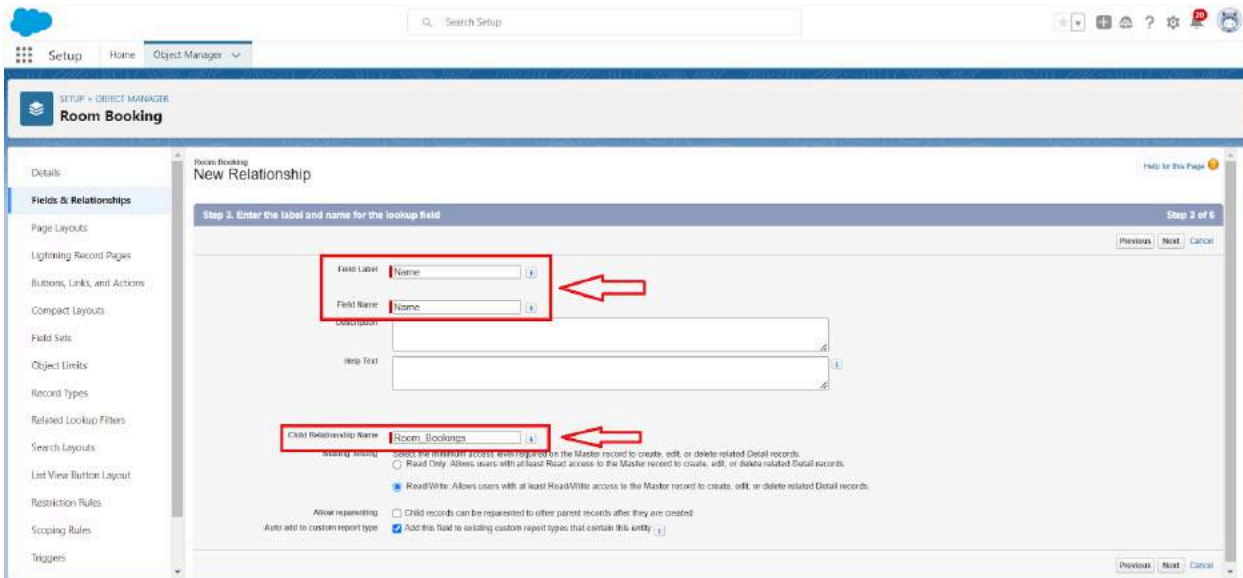 Search Setup
20
Setup
Home
Object Manager
SETUP > OBJECT MANAGER
Room Booking
Details
Fields & Relationships
Page Layouts
Lightning Record Pages
Buttons, Links, and Actions
Compact Layouts
Field Sets
Object Limits
Record Types
Related Lookup Filters
Search Layouts
List View Button Layout
Restriction Rules
Scoping Rules
Triggers
Room Booking
New Relationship
Help for this Page
Step 3. Enter the label and name for the lookup field
Step 3 of 6
Previous Next Cancel
Field Label Name i
Field Name Name i
Description
Help Text i
Child Relationship Name Room_Bookings i
Sharing Setting Select the minimum access level required on the Master record to create, edit, or delete related Detail records:
Read Only: Allows users with at least Read access to the Master record to create, edit, or delete related Detail records.
Read/Write: Allows users with at least Read/Write access to the Master record to create, edit, or delete related Detail records.
Allow reparenting Child records can be reparented to other parent records after they are created
Auto add to custom report type Add this field to existing custom report types that contain this entity i
Previous Next Cancel